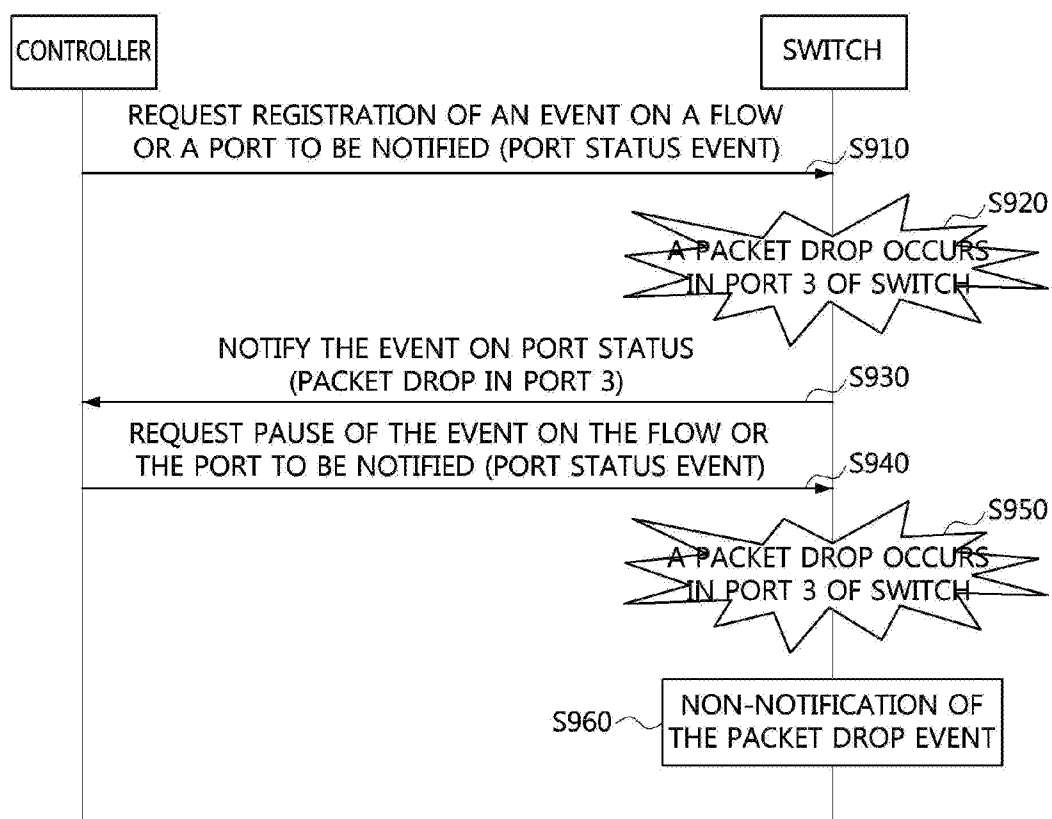 CONTROLLER
SWITCH
REQUEST REGISTRATION OF AN EVENT ON A FLOW
OR A PORT TO BE NOTIFIED (PORT STATUS EVENT)
S910
S920
A PACKET DROP OCCURS
IN PORT 3 OF SWITCH
NOTIFY THE EVENT ON PORT STATUS
(PACKET DROP IN PORT 3)
S930
REQUEST PAUSE OF THE EVENT ON THE FLOW OR
THE PORT TO BE NOTIFIED (PORT STATUS EVENT)
S940
S950
A PACKET DROP OCCURS
IN PORT 3 OF SWITCH
S960
NON-NOTIFICATION OF
THE PACKET DROP EVENT